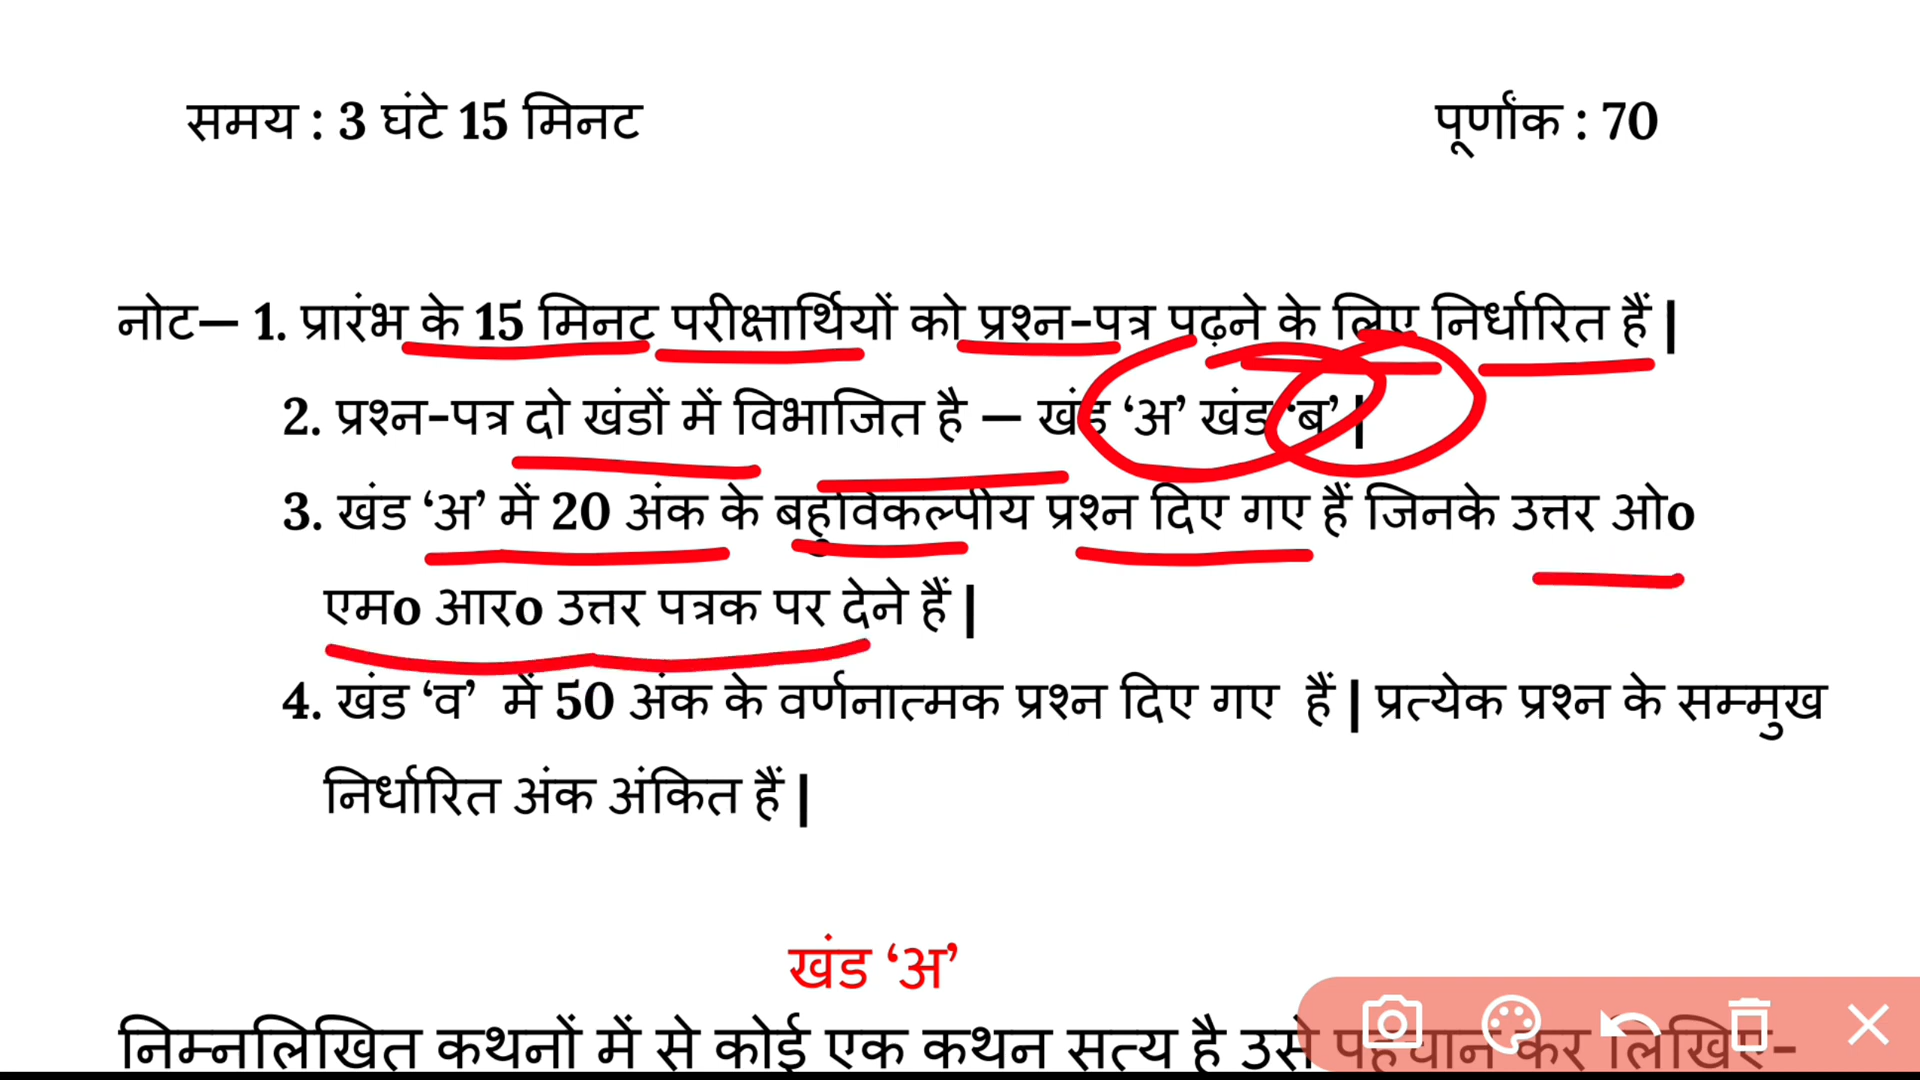 समय : 3 घंटे 15 मिनट पूर्णांक : 70
नोट— 1. प्रारंभ के 15 मिनट परीक्षार्थियों को प्रश्न-पत्र पढ़ने के लिए निर्धारित हैं |
2. प्रश्न-पत्र दो खंडों में विभाजित है — खंड ‘अ’ खंड ‘ब’ |
3. खंड ‘अ’ में 20 अंक के बहुविकल्पीय प्रश्न दिए गए हैं जिनके उत्तर ओo
एमo आरo उत्तर पत्रक पर देने हैं |
4. खंड ‘व’ में 50 अंक के वर्णनात्मक प्रश्न दिए गए हैं | प्रत्येक प्रश्न के सम्मुख
निर्धारित अंक अंकित हैं |
खंड ‘अ’
निम्नलिखित कथनों में से कोई एक कथन सत्य है उसे पहचान कर लिखिए-